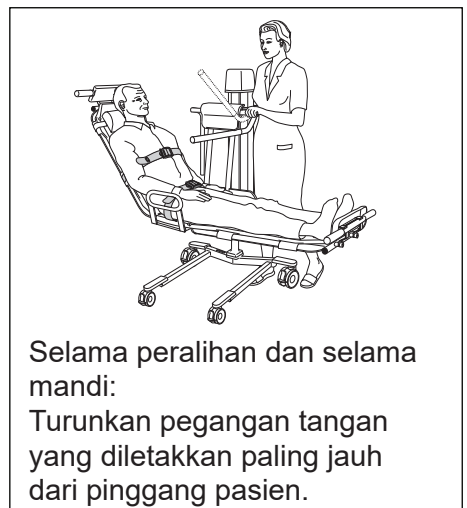 Selama peralihan dan selama
mandi:
Turunkan pegangan tangan
yang diletakkan paling jauh
dari pinggang pasien.